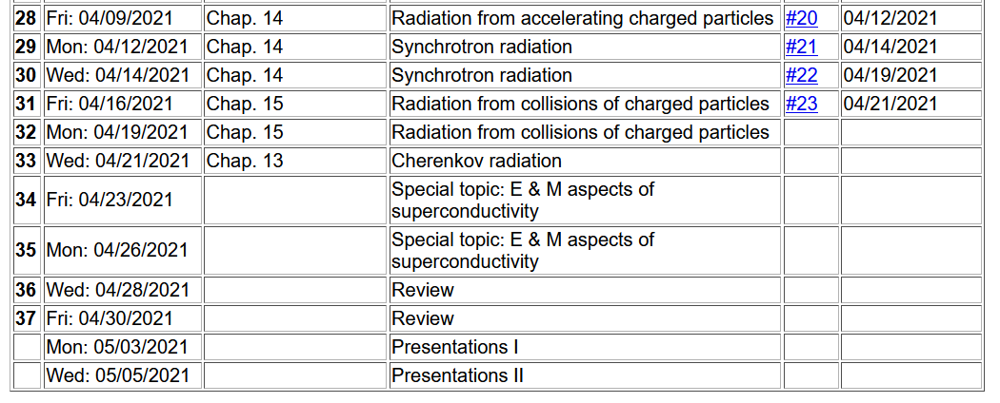 28 Fri: 04/09/2021 Chap. 14 Radiation from accelerating charged particles #20 04/12/2021
29 Mon: 04/12/2021 Chap. 14 Synchrotron radiation #21 04/14/2021
30 Wed: 04/14/2021 Chap. 14 Synchrotron radiation #22 04/19/2021
31 Fri: 04/16/2021 Chap. 15 Radiation from collisions of charged particles #23 04/21/2021
32 Mon: 04/19/2021 Chap. 15 Radiation from collisions of charged particles
33 Wed: 04/21/2021 Chap. 13 Cherenkov radiation
34 Fri: 04/23/2021 Special topic: E & M aspects of
superconductivity
35 Mon: 04/26/2021 Special topic: E & M aspects of
superconductivity
36 Wed: 04/28/2021 Review
37 Fri: 04/30/2021 Review
Mon: 05/03/2021 Presentations I
Wed: 05/05/2021 Presentations II